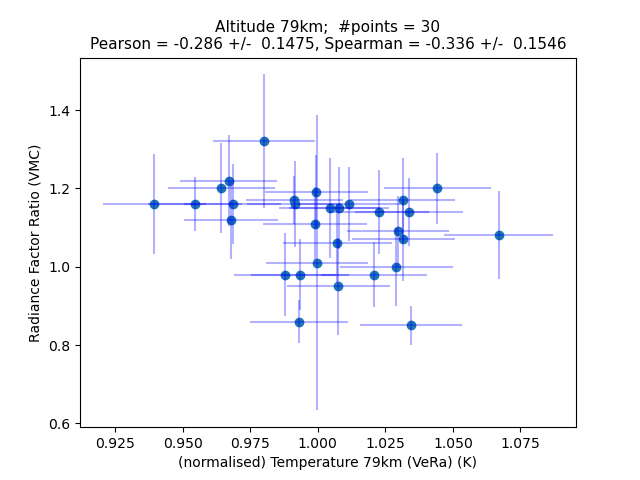 Altitude 79km;  #points = 30
Pearson = -0.286 +/-  0.1475, Spearman = -0.336 +/-  0.1546
Radiance Factor Ratio (VMC)
1.4
1.2
1.0
0.8
0.6
0.925 0.950 0.975 1.000 1.025 1.050 1.075
(normalised) Temperature 79km (VeRa) (K)